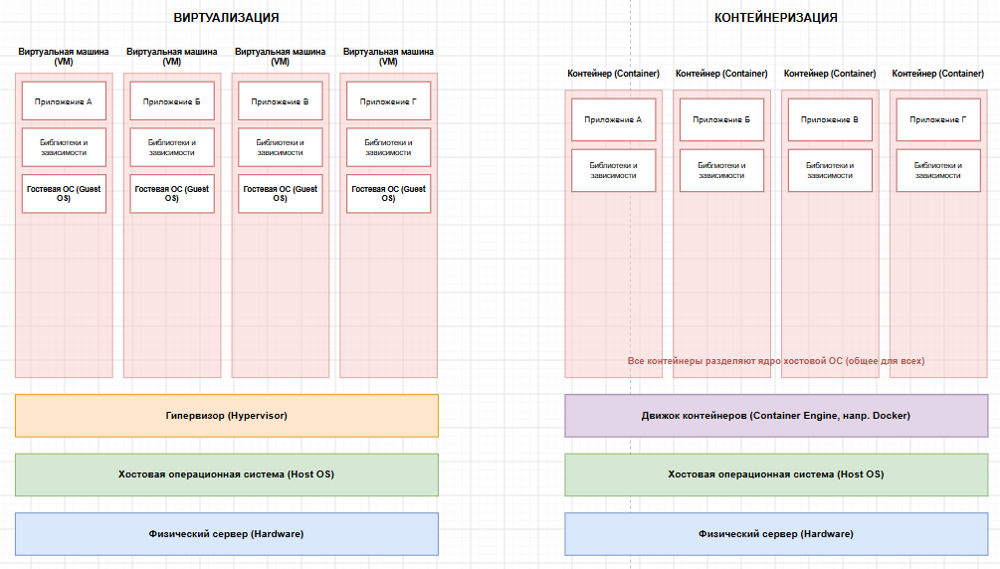 ВИРТУАЛИЗАЦИЯ
Виртуальная машина
(VM)
Виртуальная машина
(VM)
Виртуальная машина
(VM)
Виртуальная машина
(VM)
Приложение А
Приложение Б
Приложение В
Приложение Г
Библиотеки и
зависимости
Библиотеки и
зависимости
Библиотеки и
зависимости
Библиотеки и
зависимости
Гостевая ОС (Guest
OS)
Гостевая ОС (Guest
OS)
Гостевая ОС (Guest
OS)
Гостевая ОС (Guest
OS)
Гипервизор (Hypervisor)
Хостовая операционная система (Host OS)
Физический сервер (Hardware)
КОНТЕЙНЕРИЗАЦИЯ
Контейнер (Container)
Контейнер (Container)
Контейнер (Container)
Контейнер (Container)
Приложение А
Приложение Б
Приложение В
Приложение Г
Библиотеки и
зависимости
Библиотеки и
зависимости
Библиотеки и
зависимости
Библиотеки и
зависимости
Все контейнеры разделяют ядро хостовой ОС (общее для всех)
Движок контейнеров (Container Engine, напр. Docker)
Хостовая операционная система (Host OS)
Физический сервер (Hardware)